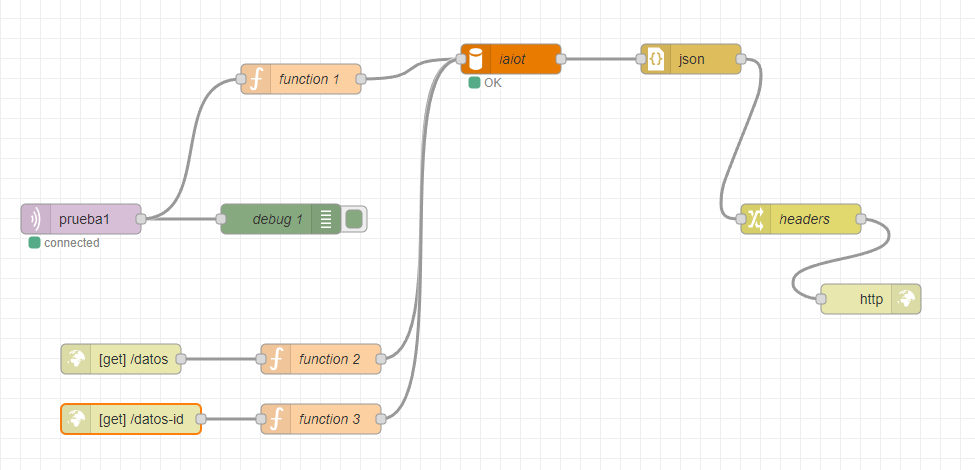 iaiot
json
function 1
OK
prueba1
debug 1
headers
connected
http
[get] /datos
function 2
[get] /datos-id
function 3